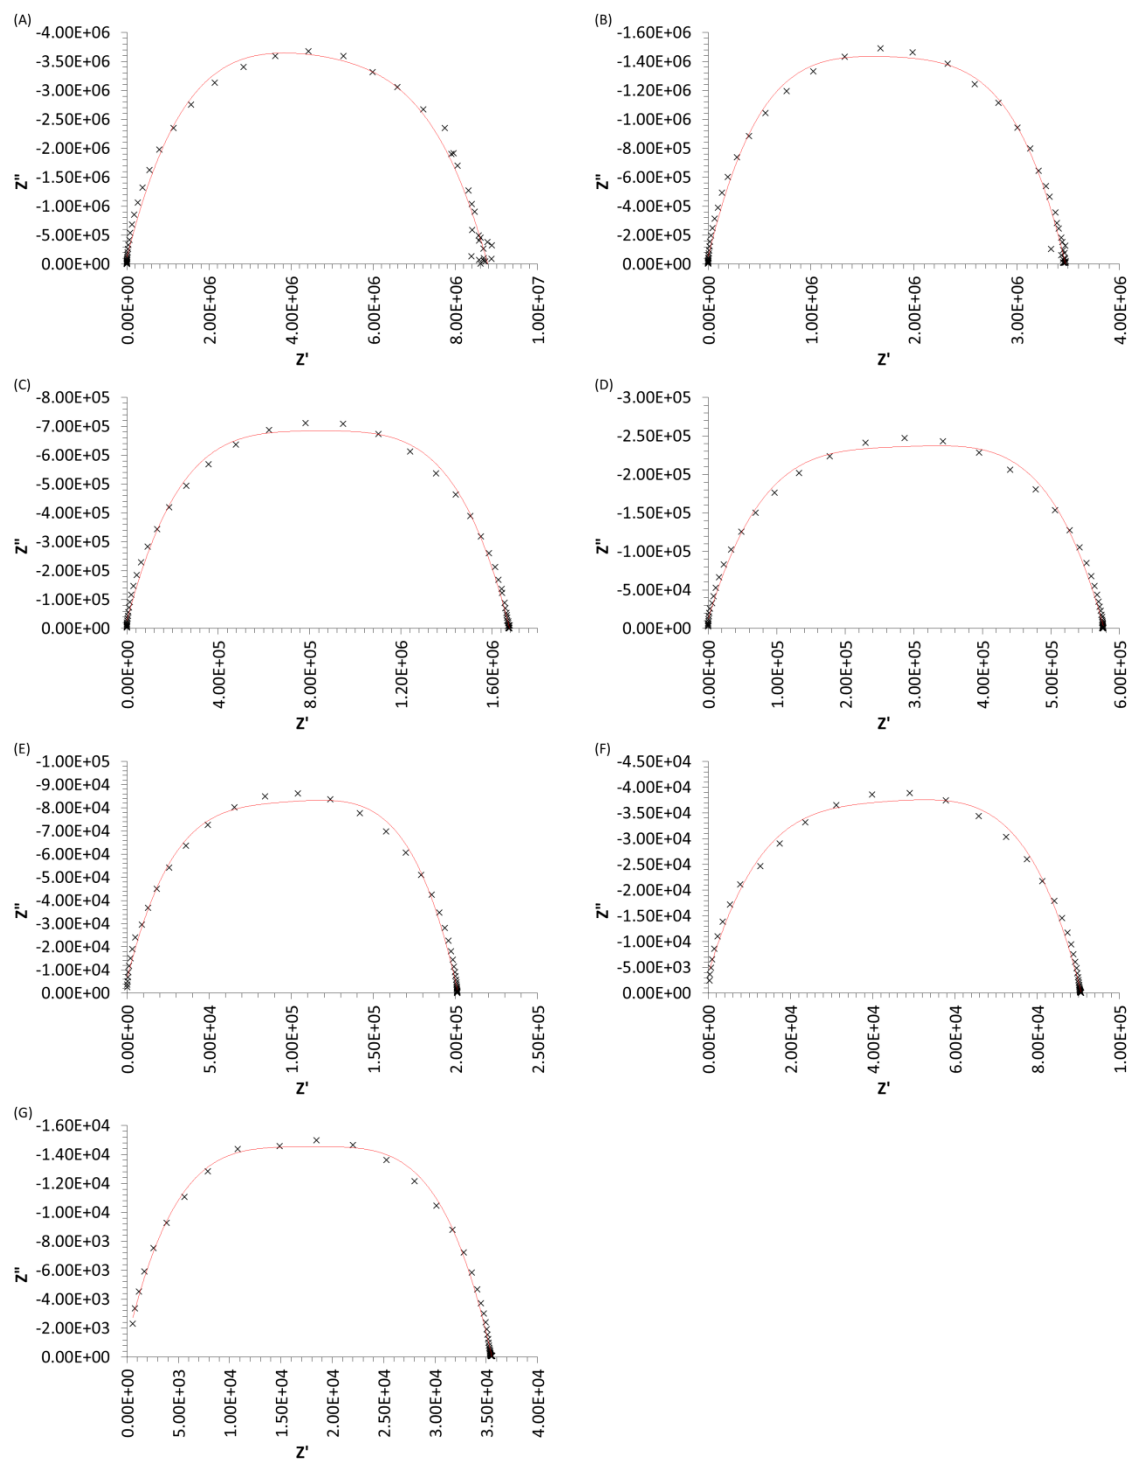 (A)
-4.00E+06
-3.50E+06
-3.00E+06
-2.50E+06
-2.00E+06
-1.50E+06
-1.00E+06
-5.00E+05
0.00E+00
Z"
0.00E+00
2.00E+06
4.00E+06
6.00E+06
8.00E+06
1.00E+07
Z'
(B)
-1.60E+06
-1.40E+06
-1.20E+06
-1.00E+06
-8.00E+05
-6.00E+05
-4.00E+05
-2.00E+05
0.00E+00
Z"
0.00E+00
1.00E+06
2.00E+06
3.00E+06
4.00E+06
Z'
(C)
-8.00E+05
-7.00E+05
-6.00E+05
-5.00E+05
-4.00E+05
-3.00E+05
-2.00E+05
-1.00E+05
0.00E+00
Z"
0.00E+00
4.00E+05
8.00E+05
1.20E+06
1.60E+06
Z'
(D)
-3.00E+05
-2.50E+05
-2.00E+05
-1.50E+05
-1.00E+05
-5.00E+04
0.00E+00
Z"
0.00E+00
1.00E+05
2.00E+05
3.00E+05
4.00E+05
5.00E+05
6.00E+05
Z'
(E)
-1.00E+05
-9.00E+04
-8.00E+04
-7.00E+04
-6.00E+04
-5.00E+04
-4.00E+04
-3.00E+04
-2.00E+04
-1.00E+04
0.00E+00
Z"
0.00E+00
5.00E+04
1.00E+05
1.50E+05
2.00E+05
2.50E+05
Z'
(F)
-4.50E+04
-4.00E+04
-3.50E+04
-3.00E+04
-2.50E+04
-2.00E+04
-1.50E+04
-1.00E+04
-5.00E+03
0.00E+00
Z"
0.00E+00
2.00E+04
4.00E+04
6.00E+04
8.00E+04
1.00E+05
Z'
(G)
-1.60E+04
-1.40E+04
-1.20E+04
-1.00E+04
-8.00E+03
-6.00E+03
-4.00E+03
-2.00E+03
0.00E+00
Z"
0.00E+00
5.00E+03
1.00E+04
1.50E+04
2.00E+04
2.50E+04
3.00E+04
3.50E+04
4.00E+04
Z'